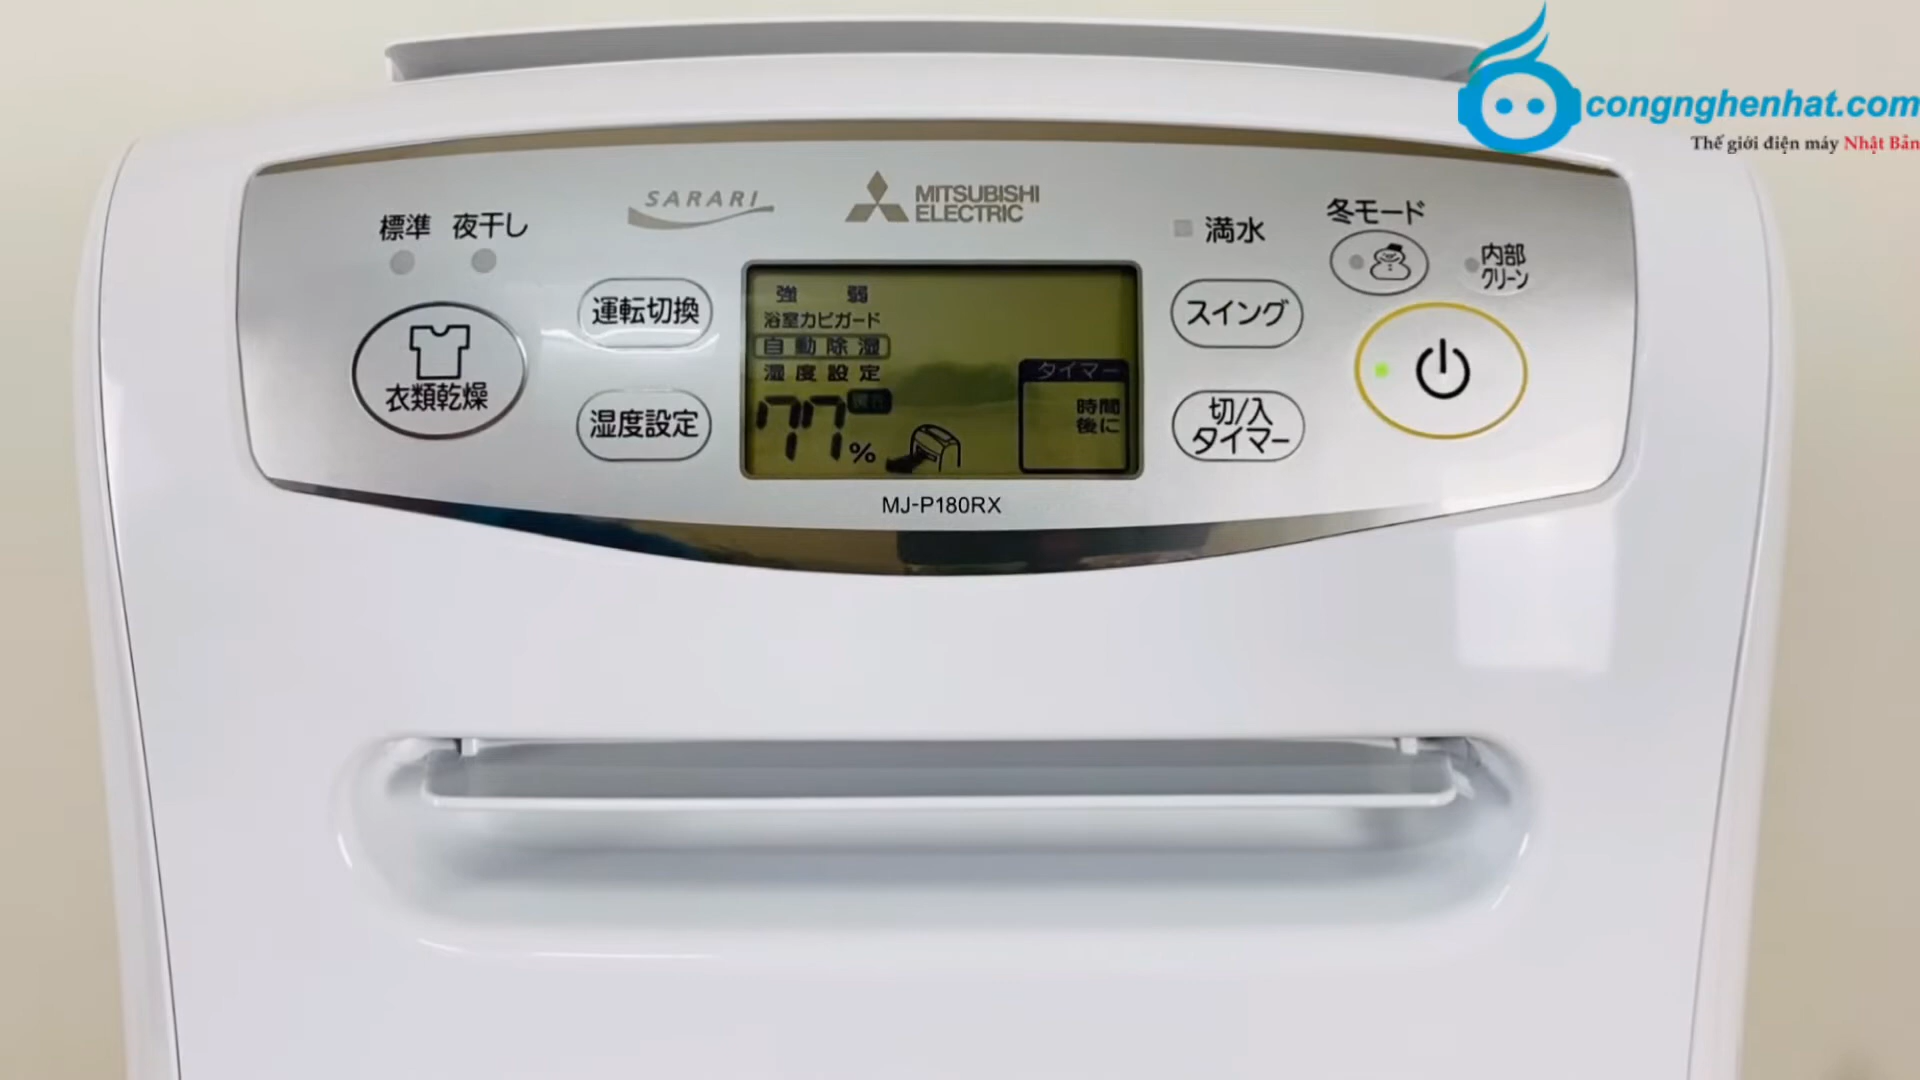 congnghenhat.com
Thế giới điện máy Nhật Bản
SARARI
MITSUBISHI
ELECTRIC
標準 夜干し
満水
冬モード
内部
クリーン
衣類乾燥
運転切換
湿度設定
強 弱
浴室カビガード
自動除湿
湿度設定
77%
タイマー
時間
後に
スイング
切/入
タイマー
MJ-P180RX